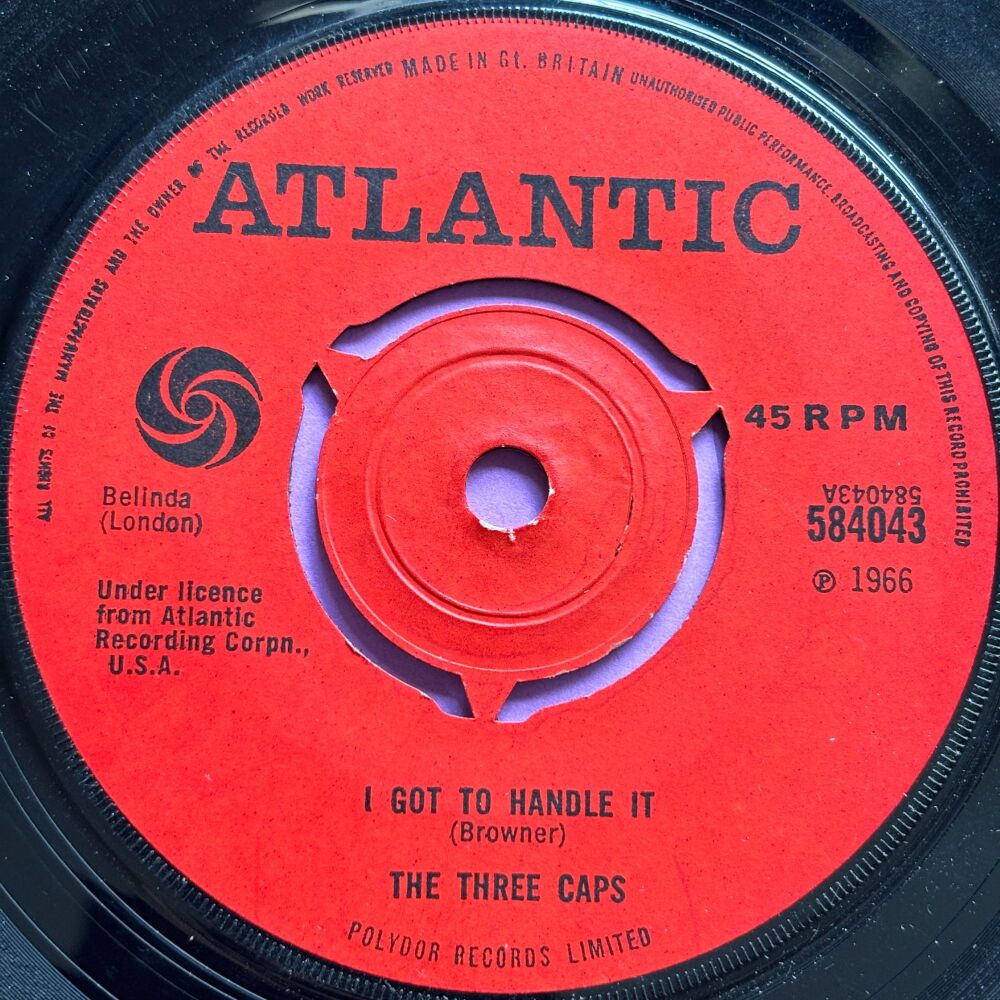 ALL RIGHTS OF THE MANUFACTURERS AND THE OWNER OF THE RECORDED WORK RESERVED MADE IN Gt. BRITAIN UNAUTHORISED PUBLIC PERFORMANCE BROADCASTING AND COPYING OF THIS RECORD PROHIBITED
ATLANTIC
45 RPM
Belinda
(London)
584043A
584043
Ⓟ 1966
Under licence
from Atlantic
Recording Corpn.,
U.S.A.
I GOT TO HANDLE IT
(Browner)
THE THREE CAPS
POLYDOR RECORDS LIMITED